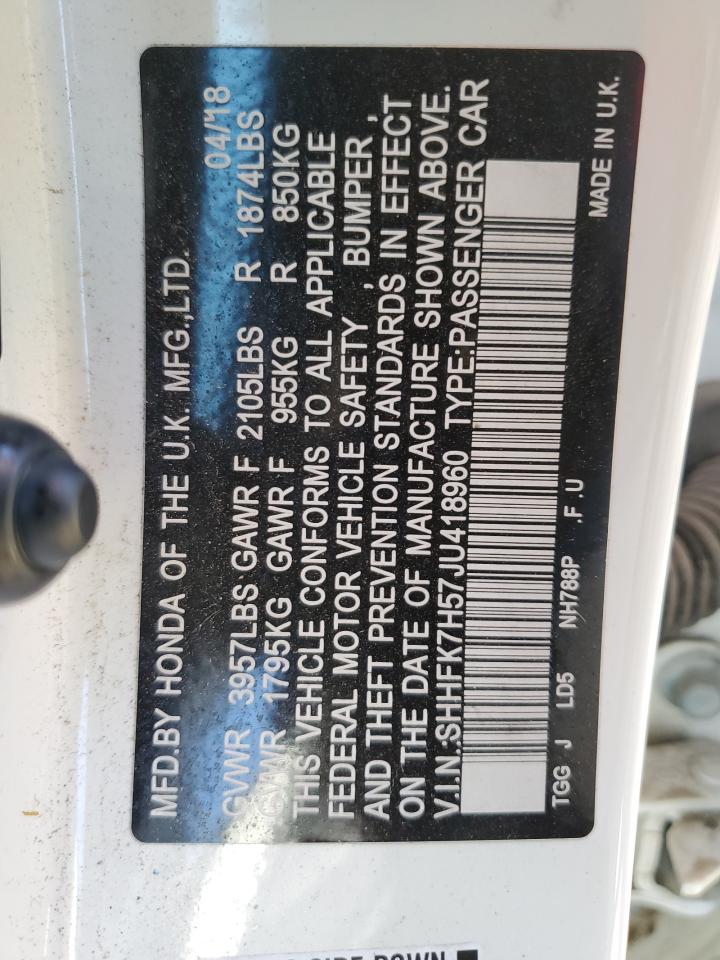 MFD.BY HONDA OF THE U.K. MFG.,LTD.
04/18
GVWR 3957LBS GAWR F 2105LBS R 1874LBS
GVWR 1795KG GAWR F 955KG R 850KG
THIS VEHICLE CONFORMS TO ALL APPLICABLE
FEDERAL MOTOR VEHICLE SAFETY , BUMPER ,
AND THEFT PREVENTION STANDARDS IN EFFECT
ON THE DATE OF MANUFACTURE SHOWN ABOVE.
V.I.N.:SHHFK7H57JU418960 TYPE:PASSENGER CAR
TGG J LD5 NH788P .F .U
MADE IN U.K.
SIDE DOWN